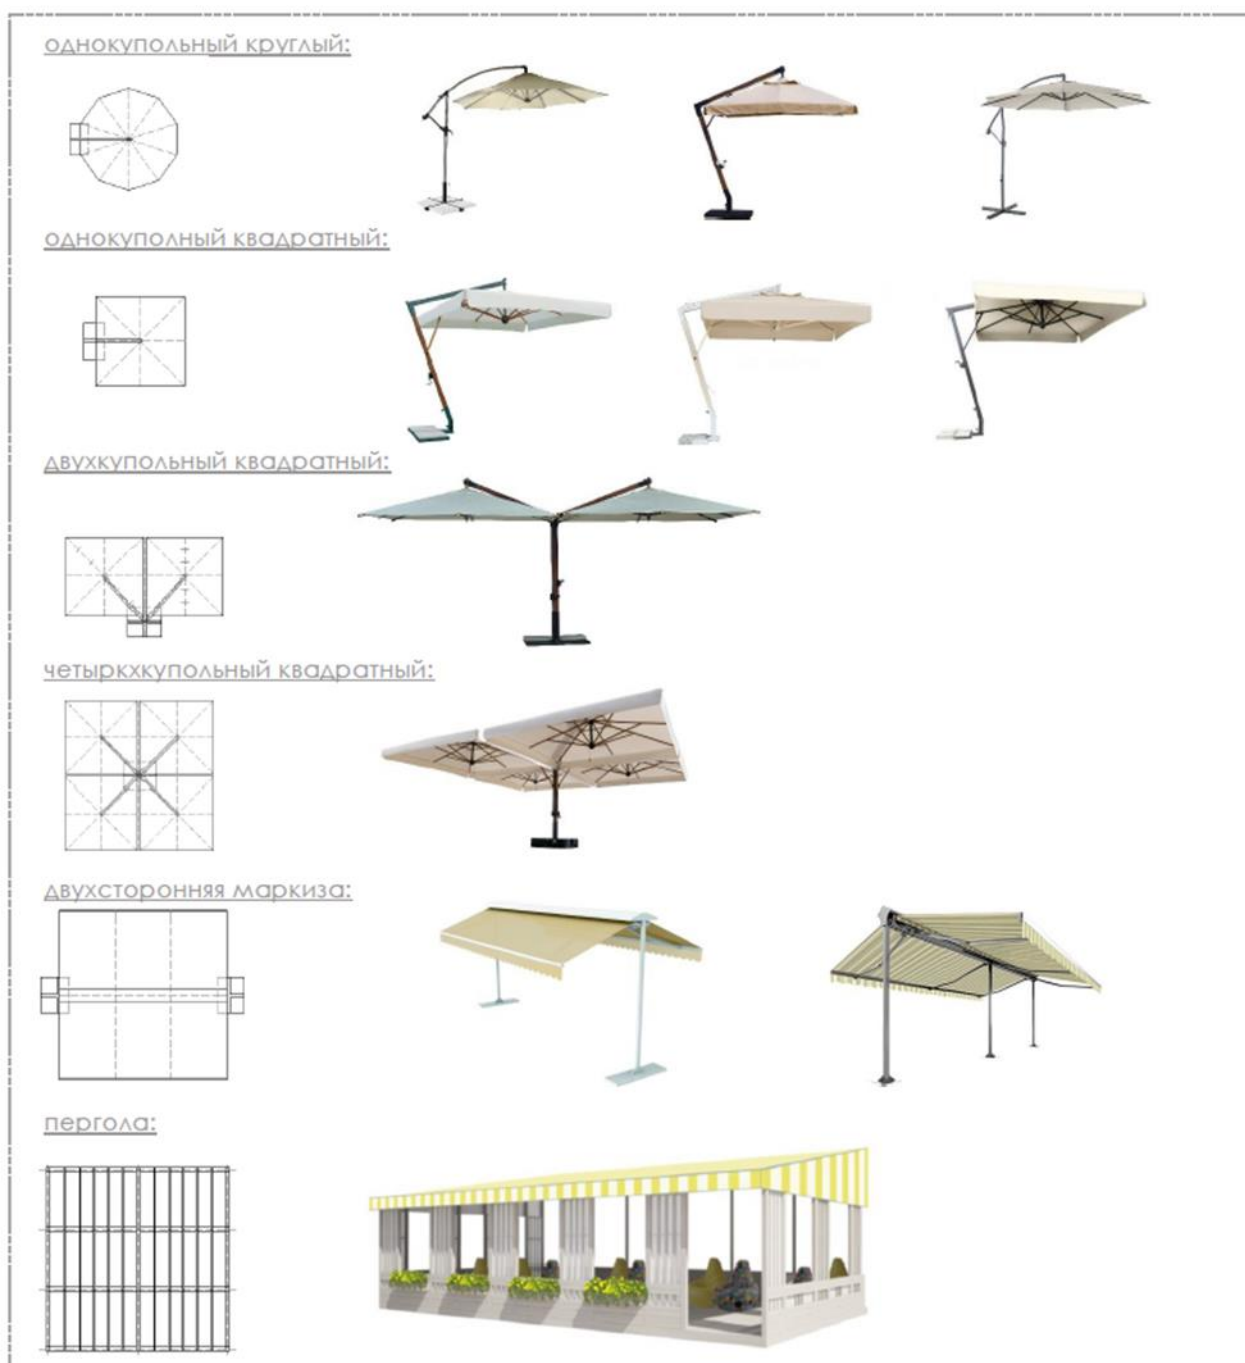 однокупольный круглый:
однокуполный квадратный:
двухкупольный квадратный:
четыркхкупольный квадратный:
двухсторонняя маркиза:
пергола: